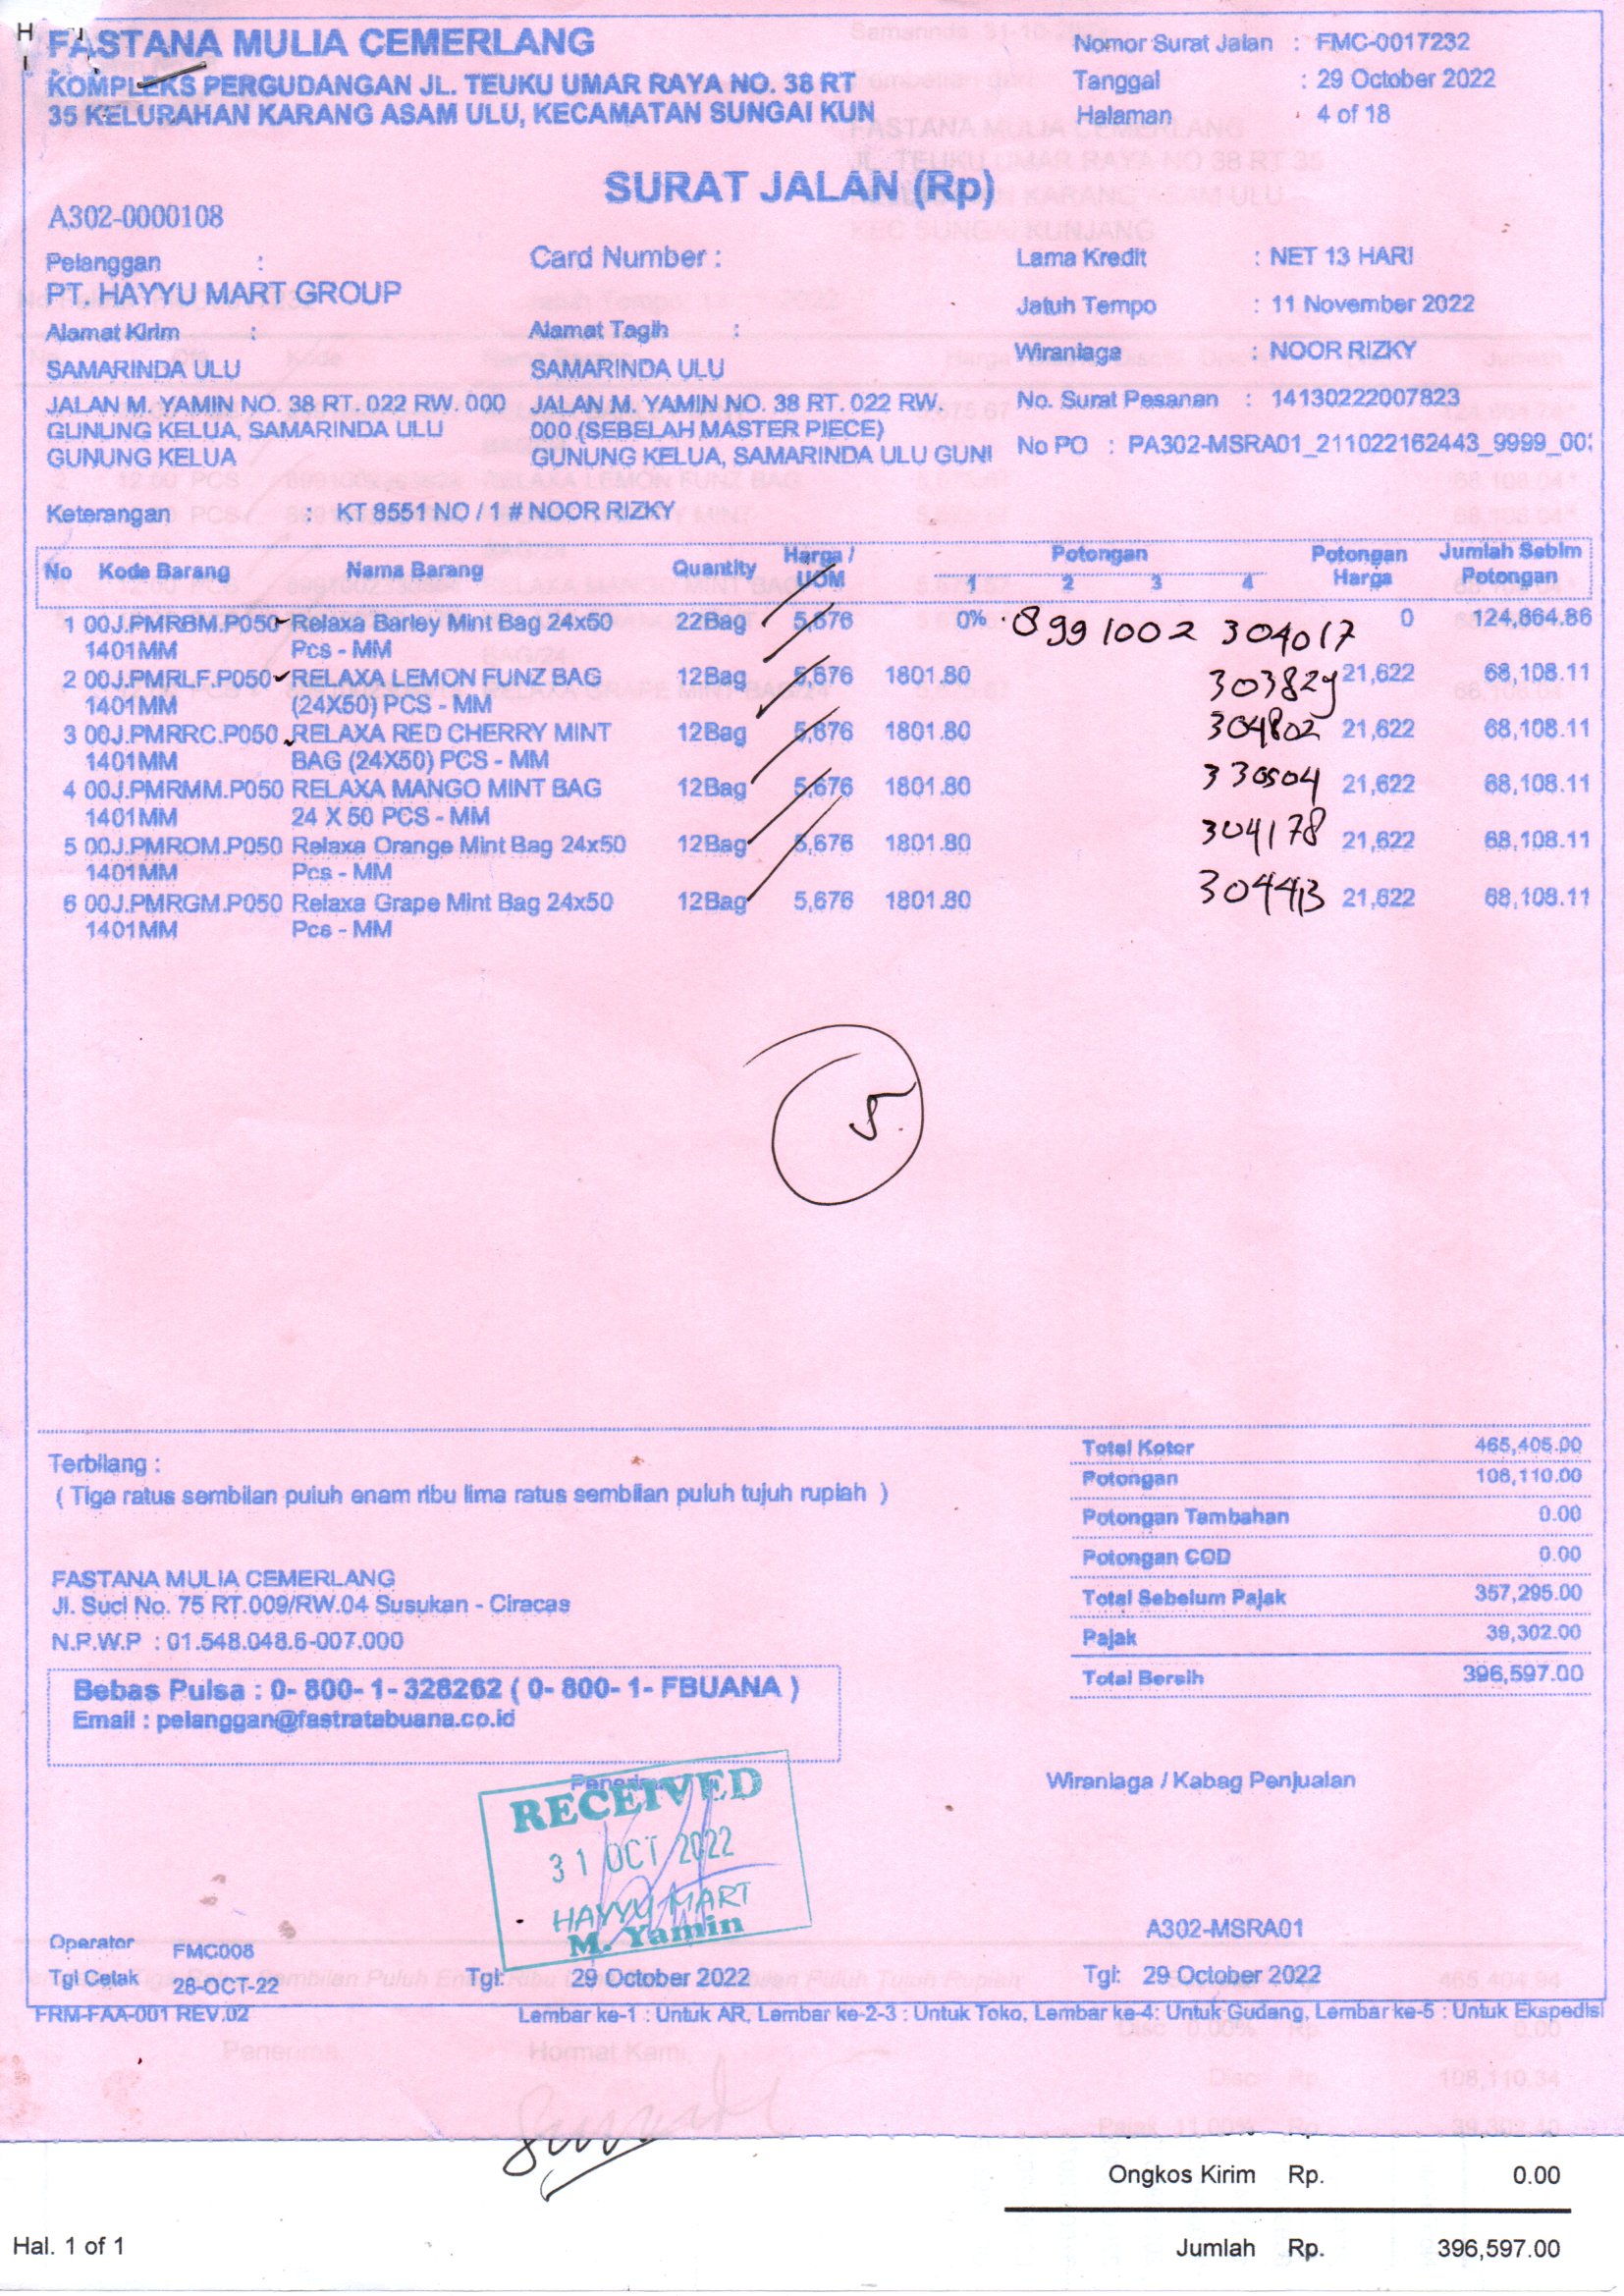 FASTANA MULIA CEMERLANG
KOMPLEKS PERGUDANGAN JL. TEUKU UMAR RAYA NO. 38 RT
35 KELURAHAN KARANG ASAM ULU, KECAMATAN SUNGAI KUN
Nomor Surat Jalan : FMC-0017232
Tanggal : 29 October 2022
Halaman : 4 of 18
SURAT JALAN (Rp)
A302-0000108
Pelanggan :
PT. HAYYU MART GROUP
Card Number :
Lama Kredit : NET 13 HARI
Jatuh Tempo : 11 November 2022
Alamat Kirim :
SAMARINDA ULU
JALAN M. YAMIN NO. 38 RT. 022 RW. 000
GUNUNG KELUA, SAMARINDA ULU
GUNUNG KELUA
Alamat Tagih :
SAMARINDA ULU
JALAN M. YAMIN NO. 38 RT. 022 RW.
000 (SEBELAH MASTER PIECE)
GUNUNG KELUA, SAMARINDA ULU GUNI
Wiraniaga : NOOR RIZKY
No. Surat Pesanan : 14130222007823
No PO : PA302-MSRA01_211022162443_9999_00
Keterangan : KT 8551 NO / 1 # NOOR RIZKY
No Kode Barang Nama Barang Quantity Harga / UOM Potongan 1 2 3 4 Potongan Harga Jumlah Seblm Potongan
1 00J.PMRBM.P050 Relaxa Barley Mint Bag 24x50 22Bag 5,676 0% 8991002 304017 0 124,864.86
1401MM Pcs - MM
2 00J.PMRLF.P050 RELAXA LEMON FUNZ BAG 12Bag 5,676 1801.80 303829 21,622 68,108.11
1401MM (24X50) PCS - MM
3 00J.PMRRC.P050 RELAXA RED CHERRY MINT 12Bag 5,676 1801.80 304802 21,622 68,108.11
1401MM BAG (24X50) PCS - MM
4 00J.PMRMM.P050 RELAXA MANGO MINT BAG 12Bag 5,676 1801.80 330504 21,622 68,108.11
1401MM 24 X 50 PCS - MM
5 00J.PMROM.P050 Relaxa Orange Mint Bag 24x50 12Bag 5,676 1801.80 304178 21,622 68,108.11
1401MM Pcs - MM
6 00J.PMRGM.P050 Relaxa Grape Mint Bag 24x50 12Bag 5,676 1801.80 304413 21,622 68,108.11
1401MM Pcs - MM
5.
Terbilang :
( Tiga ratus sembilan puluh enam ribu lima ratus sembilan puluh tujuh rupiah )
Total Kotor 465,405.00
Potongan 108,110.00
Potongan Tambahan 0.00
Potongan COD 0.00
Total Sebelum Pajak 357,295.00
Pajak 39,302.00
Total Bersih 396,597.00
FASTANA MULIA CEMERLANG
Jl. Suci No. 75 RT.009/RW.04 Susukan - Ciracas
N.P.W.P : 01.548.048.6-007.000
Bebas Pulsa : 0- 800- 1- 328262 ( 0- 800- 1- FBUANA )
Email : pelanggan@fastratabuana.co.id
Penerima
RECEIVED
31 OCT 2022
HAYYU MART
M. Yamin
Wiraniaga / Kabag Penjualan
A302-MSRA01
Operator FMC008
Tgl Cetak 28-OCT-22
Tgl: 29 October 2022
Tgl: 29 October 2022
FRM-FAA-001 REV.02
Lembar ke-1 : Untuk AR, Lembar ke-2-3 : Untuk Toko, Lembar ke-4: Untuk Gudang, Lembar ke-5 : Untuk Ekspedisi
Penerima
Hormat Kami,
Disc 0.00% Rp. 0.00
Disc Rp. 108,110.34
Pajak 11.00% Rp.
Ongkos Kirim Rp. 0.00
Hal. 1 of 1
Jumlah Rp. 396,597.00